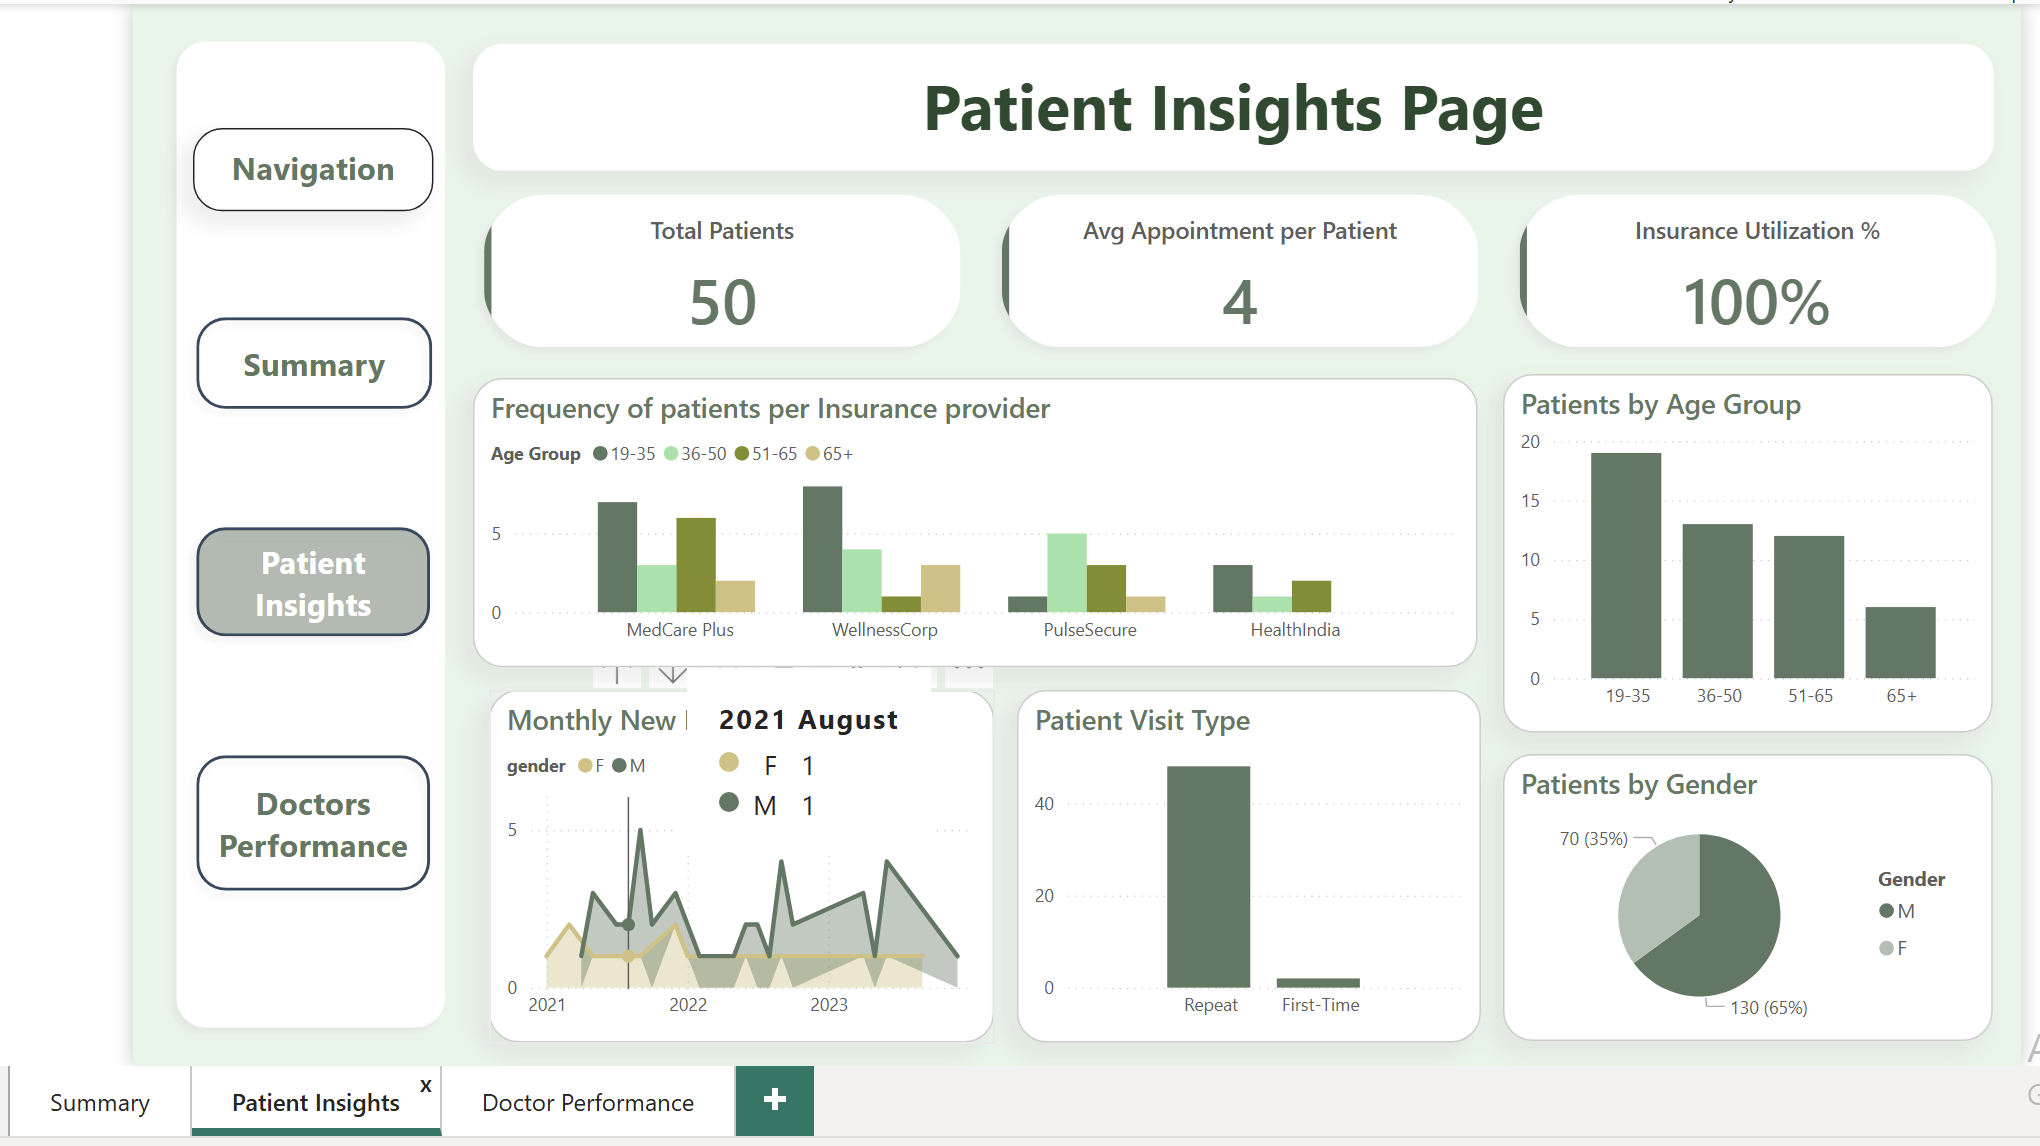 Navigation
Summary
Patient
Insights
Doctors
Performance
Patient Insights Page
Total Patients
50
Avg Appointment per Patient
4
Insurance Utilization %
100%
Frequency of patients per Insurance provider
Age Group 19-35 36-50 51-65 65+
5
0
MedCare Plus WellnessCorp PulseSecure HealthIndia
Patients by Age Group
20
15
10
5
0
19-35 36-50 51-65 65+
Monthly New
gender F M
5
0
2021 2022 2023
2021 August
F 1
M 1
Patient Visit Type
40
20
0
Repeat First-Time
Patients by Gender
70 (35%)
130 (65%)
Gender
M
F
Summary
Patient Insights x
Doctor Performance
+